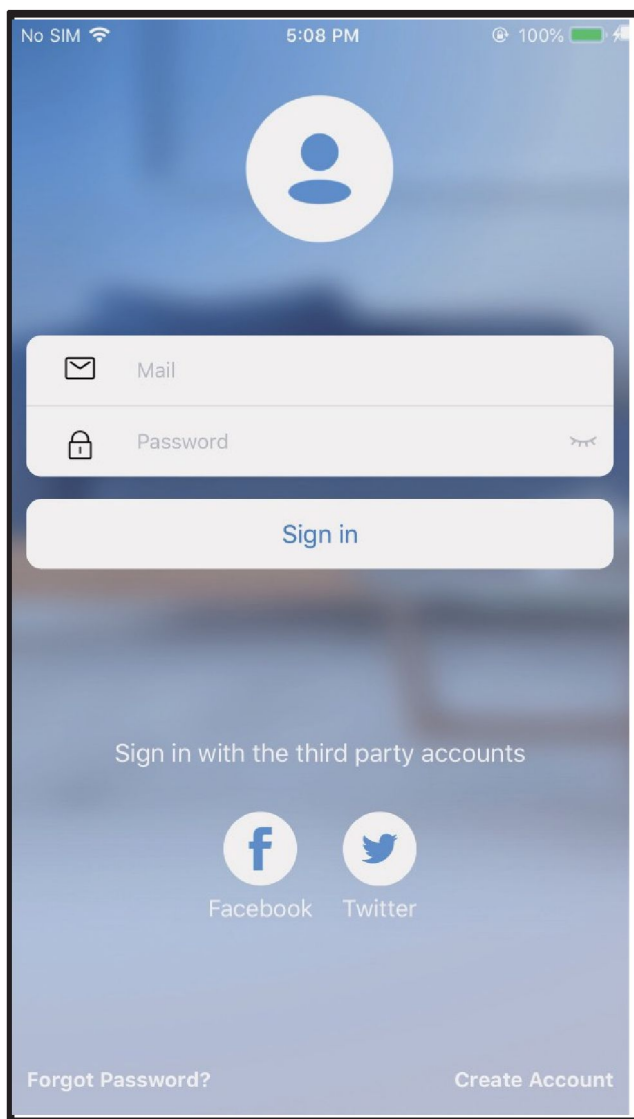 No SIM 5:08 PM 100%
Mail
Password
Sign in
Sign in with the third party accounts
Facebook Twitter
Forgot Password? Create Account